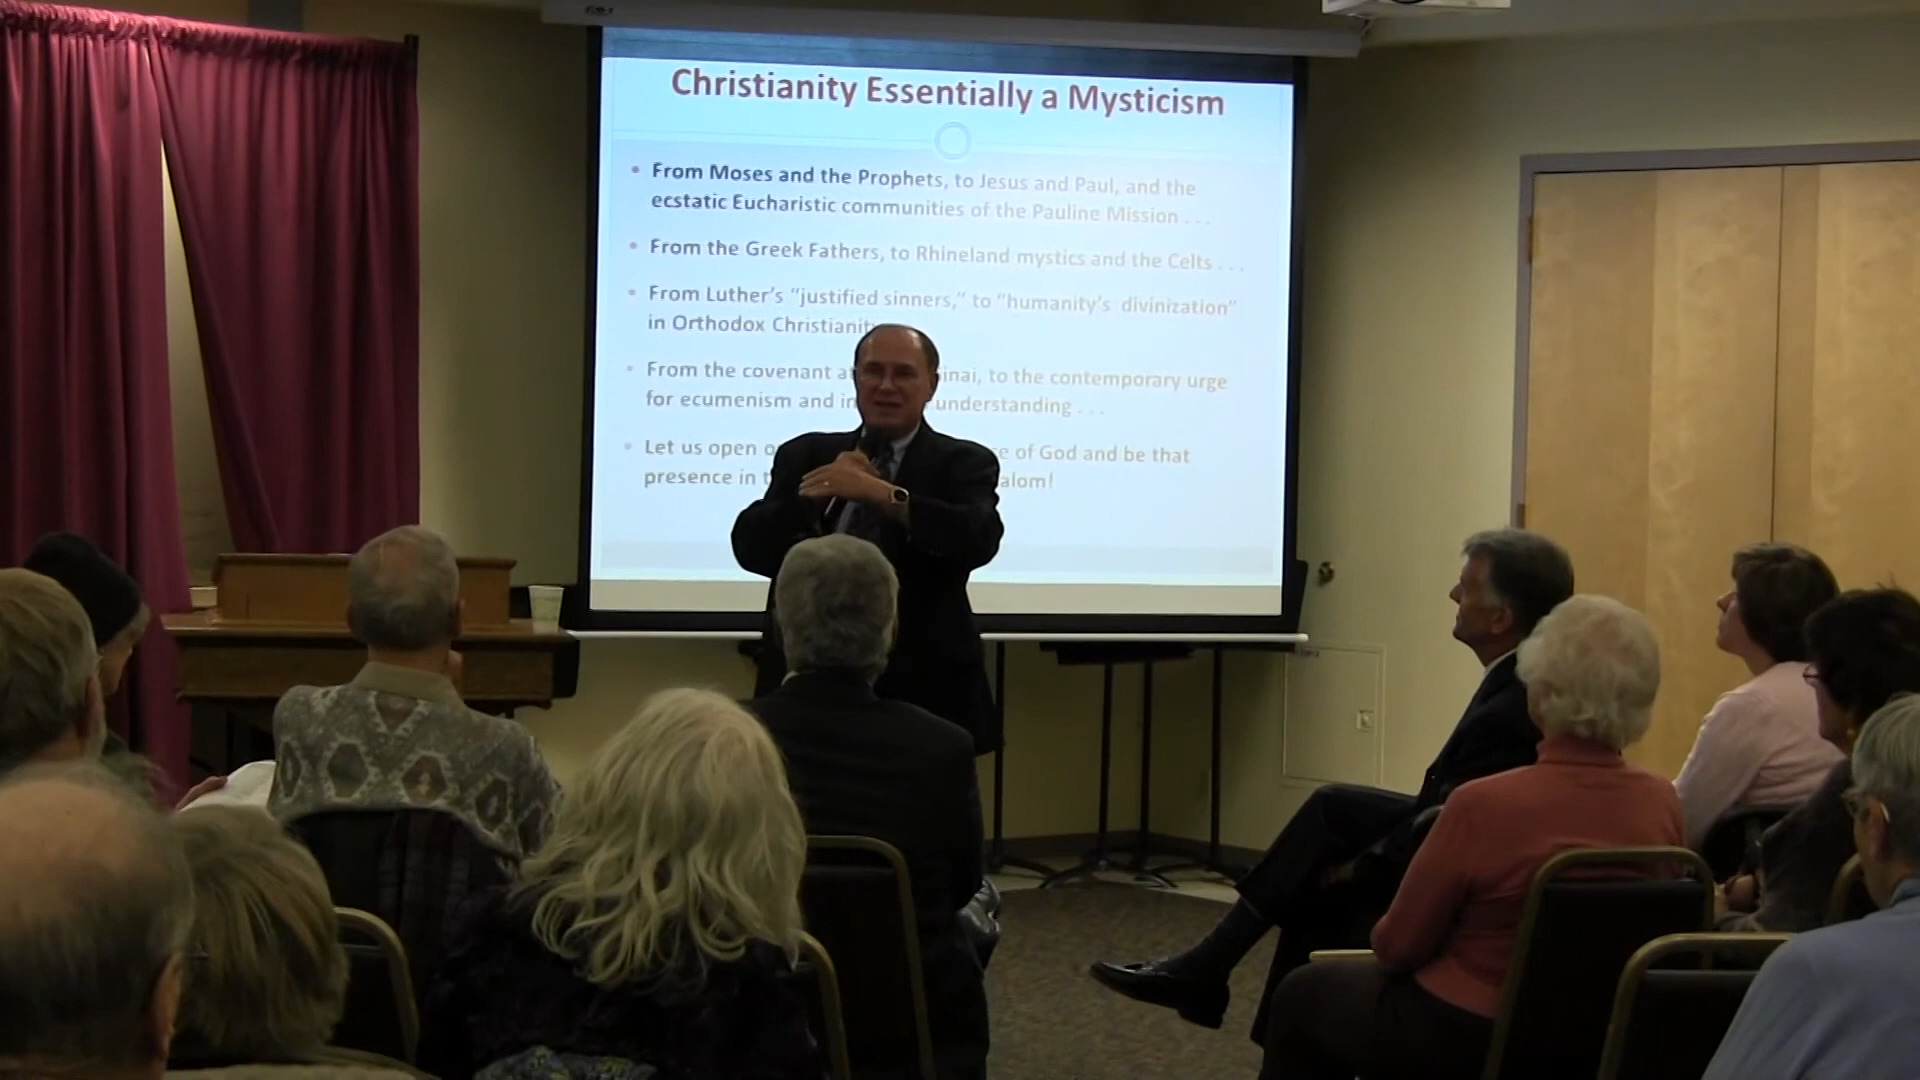 Christianity Essentially a Mysticism
• From Moses and the Prophets, to Jesus and Paul, and the
ecstatic Eucharistic communities of the Pauline Mission . . .
• From the Greek Fathers, to Rhineland mystics and the Celts . . .
• From Luther's “justified sinners,” to “humanity's divinization”
in Orthodox Christianity
• From the covenant a inai, to the contemporary urge
for ecumenism and in understanding . . .
• Let us open o e of God and be that
presence in t alom!